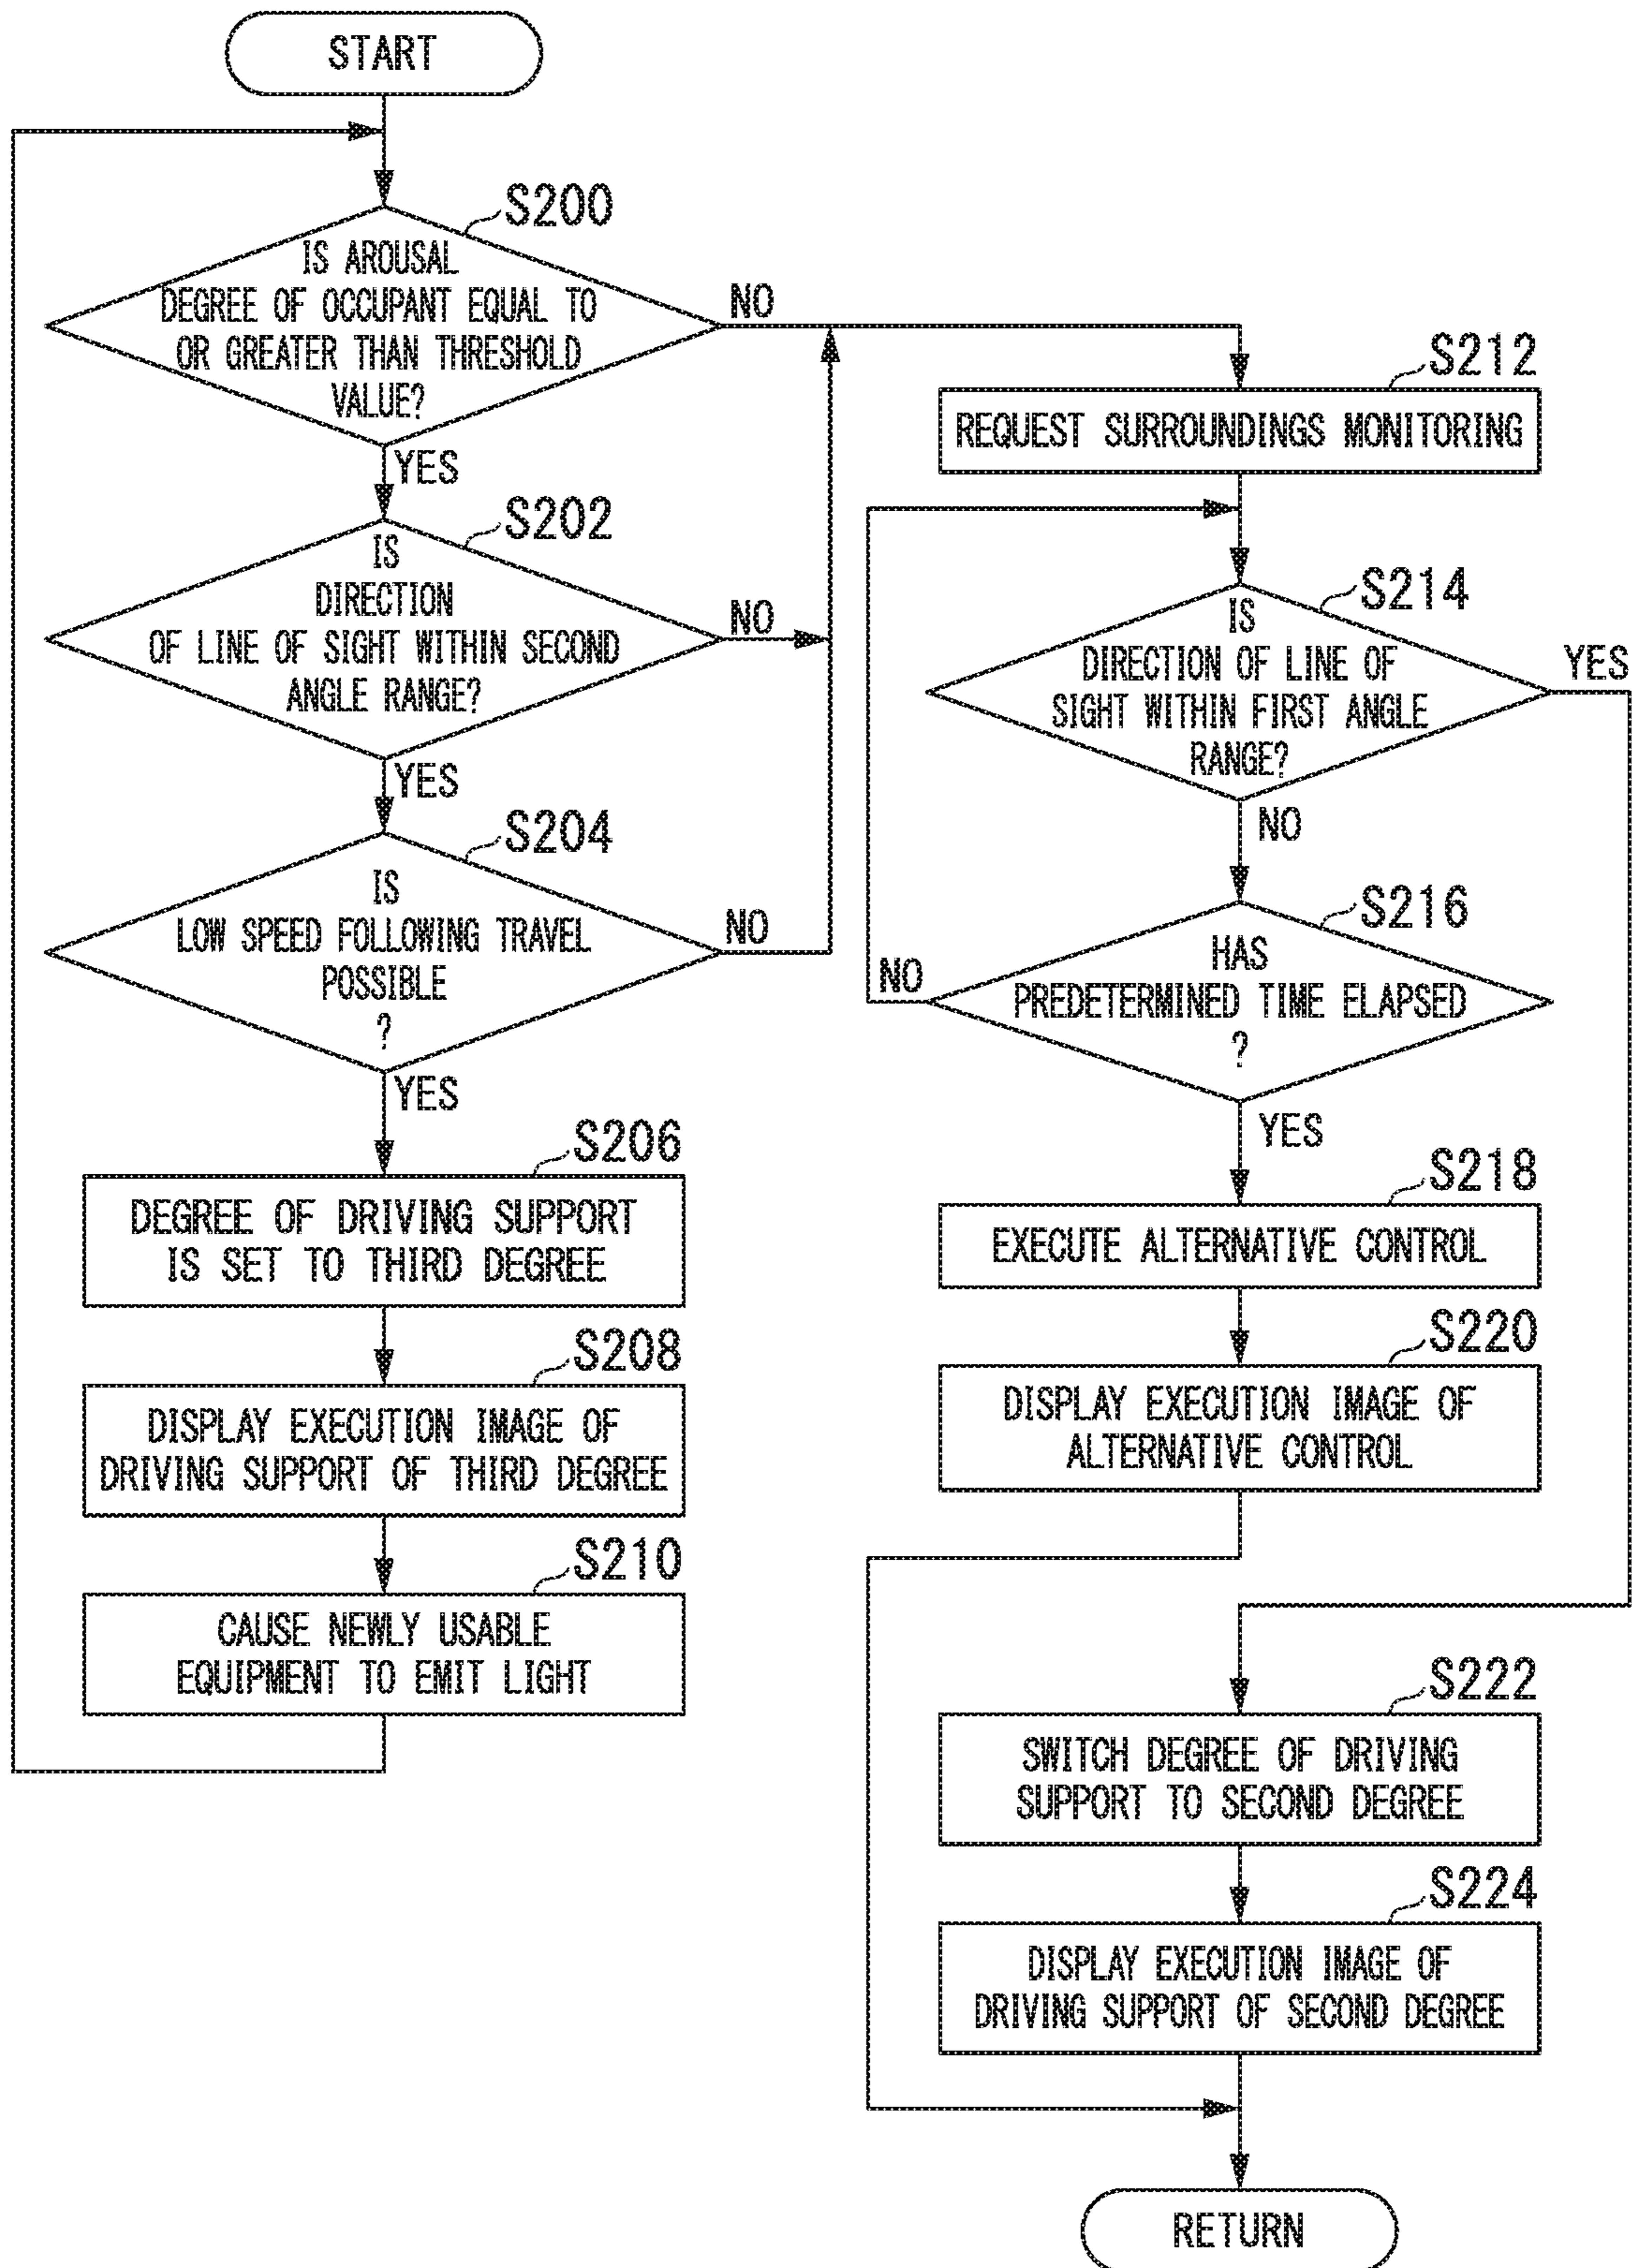 START
S200
IS AROUSAL
DEGREE OF OCCUPANT EQUAL TO
OR GREATER THAN THRESHOLD
VALUE?
NO
YES
S202
IS
DIRECTION
OF LINE OF SIGHT WITHIN SECOND
ANGLE RANGE?
NO
YES
S204
IS
LOW SPEED FOLLOWING TRAVEL
POSSIBLE
?
NO
YES
S206
DEGREE OF DRIVING SUPPORT
IS SET TO THIRD DEGREE
S208
DISPLAY EXECUTION IMAGE OF
DRIVING SUPPORT OF THIRD DEGREE
S210
CAUSE NEWLY USABLE
EQUIPMENT TO EMIT LIGHT
S212
REQUEST SURROUNDINGS MONITORING
S214
IS
DIRECTION OF LINE OF
SIGHT WITHIN FIRST ANGLE
RANGE?
YES
NO
S216
HAS
PREDETERMINED TIME ELAPSED
?
NO
YES
S218
EXECUTE ALTERNATIVE CONTROL
S220
DISPLAY EXECUTION IMAGE OF
ALTERNATIVE CONTROL
S222
SWITCH DEGREE OF DRIVING
SUPPORT TO SECOND DEGREE
S224
DISPLAY EXECUTION IMAGE OF
DRIVING SUPPORT OF SECOND DEGREE
RETURN